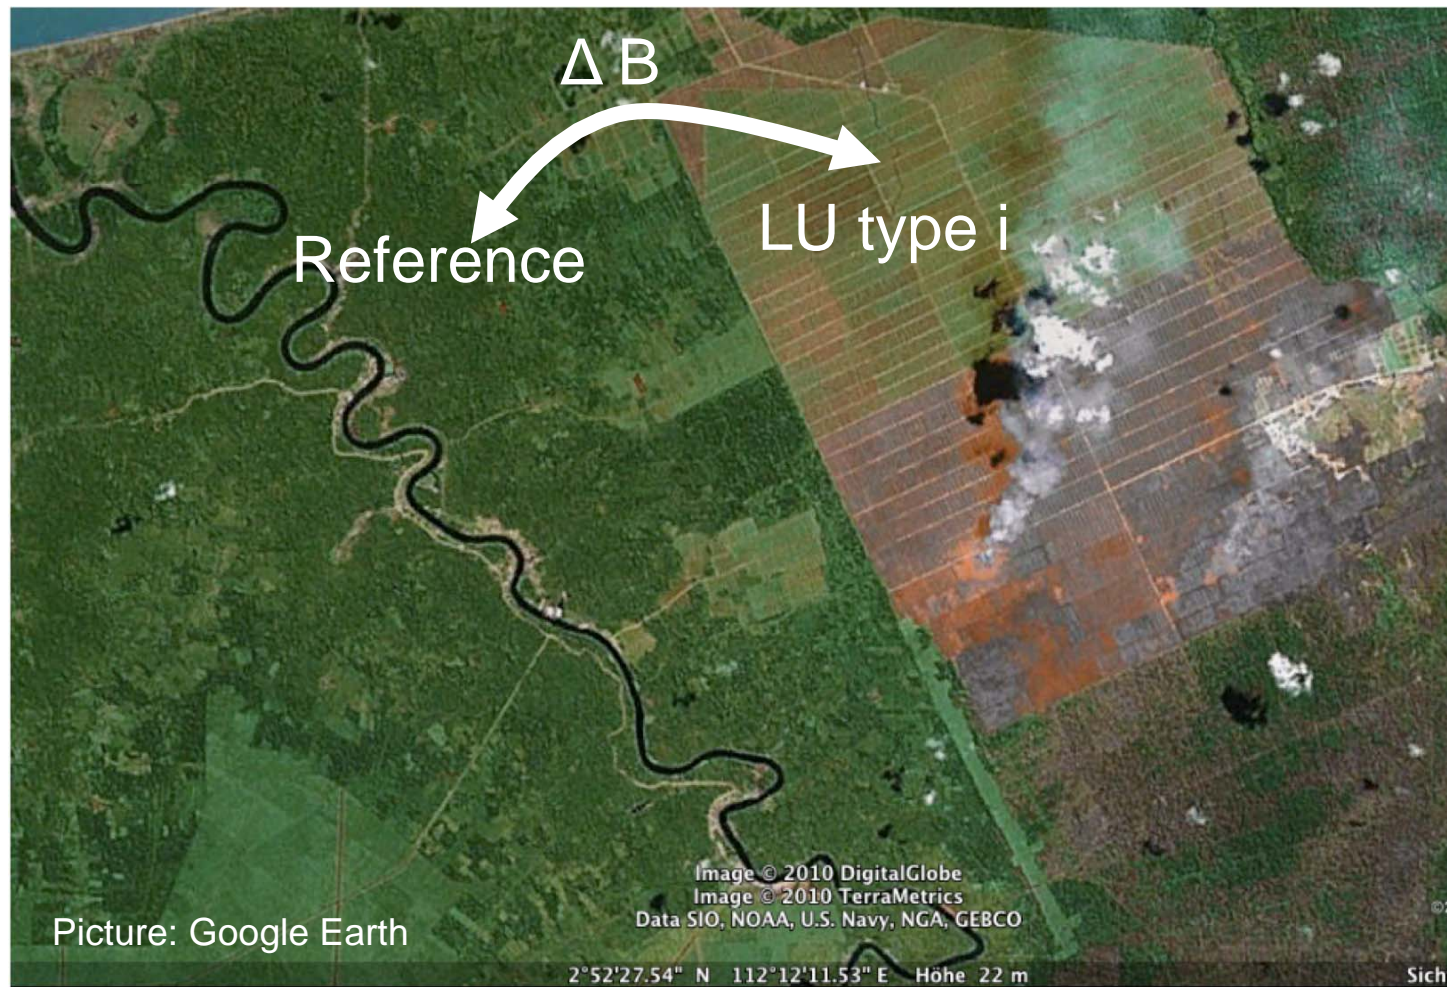 Δ B
LU type i
Reference
Image © 2010 DigitalGlobe
Image © 2010 TerraMetrics
Data SIO, NOAA, U.S. Navy, NGA, GEBCO
Picture: Google Earth
2°52'27.54" N 112°12'11.53" E Höhe 22 m
Sich